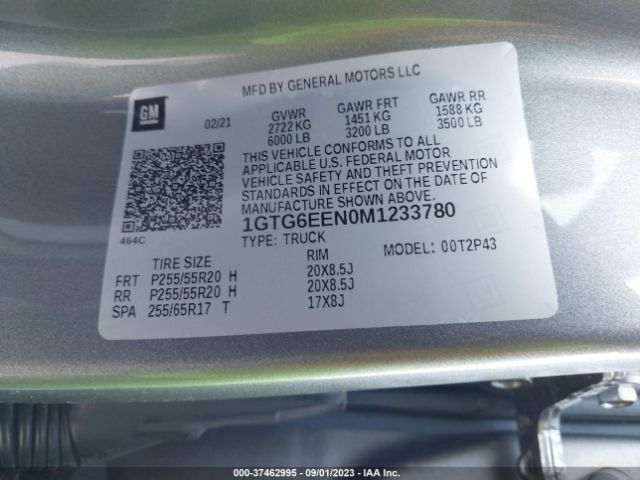 MFD BY GENERAL MOTORS LLC
GM
02/21
GVWR GAWR FRT GAWR RR
2722 KG 1451 KG 1588 KG
6000 LB 3200 LB 3500 LB
THIS VEHICLE CONFORMS TO ALL
APPLICABLE U.S. FEDERAL MOTOR
VEHICLE SAFETY AND THEFT PREVENTION
STANDARDS IN EFFECT ON THE DATE OF
MANUFACTURE SHOWN ABOVE.
1GTG6EEN0M1233780
464C
TYPE: TRUCK MODEL: 00T2P43
TIRE SIZE RIM
FRT P255/55R20 H 20X8.5J
RR P255/55R20 H 20X8.5J
SPA 255/65R17 T 17X8J
000-37462995 - 09/01/2023 - IAA Inc.